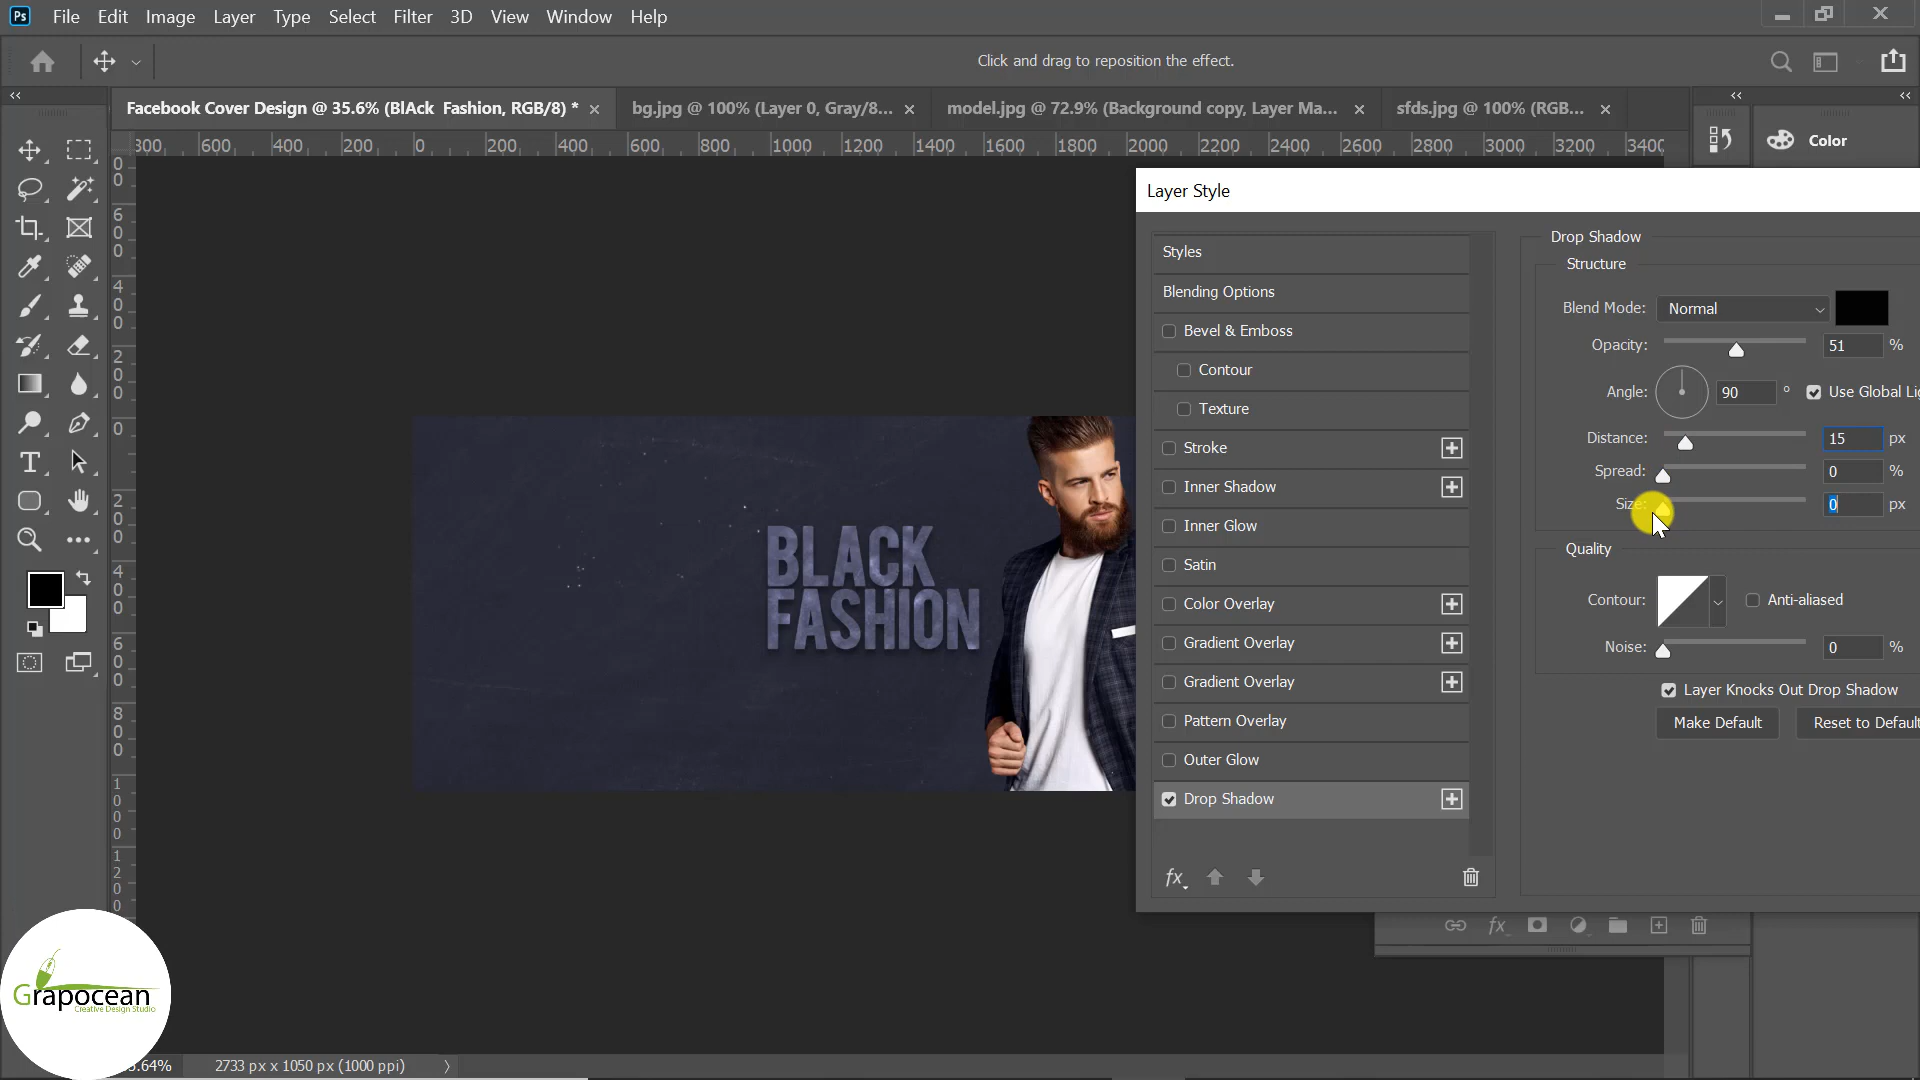 Ps File Edit Image Layer Type Select Filter 3D View Window Help
Click and drag to reposition the effect.
Facebook Cover Design @ 35.6% (BlAck Fashion, RGB/8) *
bg.jpg @ 100% (Layer 0, Gray/8...
model.jpg @ 72.9% (Background copy, Layer Ma...
sfds.jpg @ 100% (RGB...
800 600 400 200 0 200 400 600 800 1000 1200 1400 1600 1800 2000 2200 2400 2600 2800 3000 3200 3400
Color
Layer Style
Styles
Blending Options
Bevel & Emboss
Contour
Texture
Stroke
Inner Shadow
Inner Glow
Satin
Color Overlay
Gradient Overlay
Gradient Overlay
Pattern Overlay
Outer Glow
Drop Shadow
fx
Drop Shadow
Structure
Blend Mode: Normal
Opacity: 51 %
Angle: 90 ° Use Global Lig
Distance: 15 px
Spread: 0 %
Size: 0 px
Quality
Contour: Anti-aliased
Noise: 0 %
Layer Knocks Out Drop Shadow
Make Default
Reset to Default
fx
BLACK
FASHION
Grapocean
Creative Design Studio
5.64%
2733 px x 1050 px (1000 ppi)